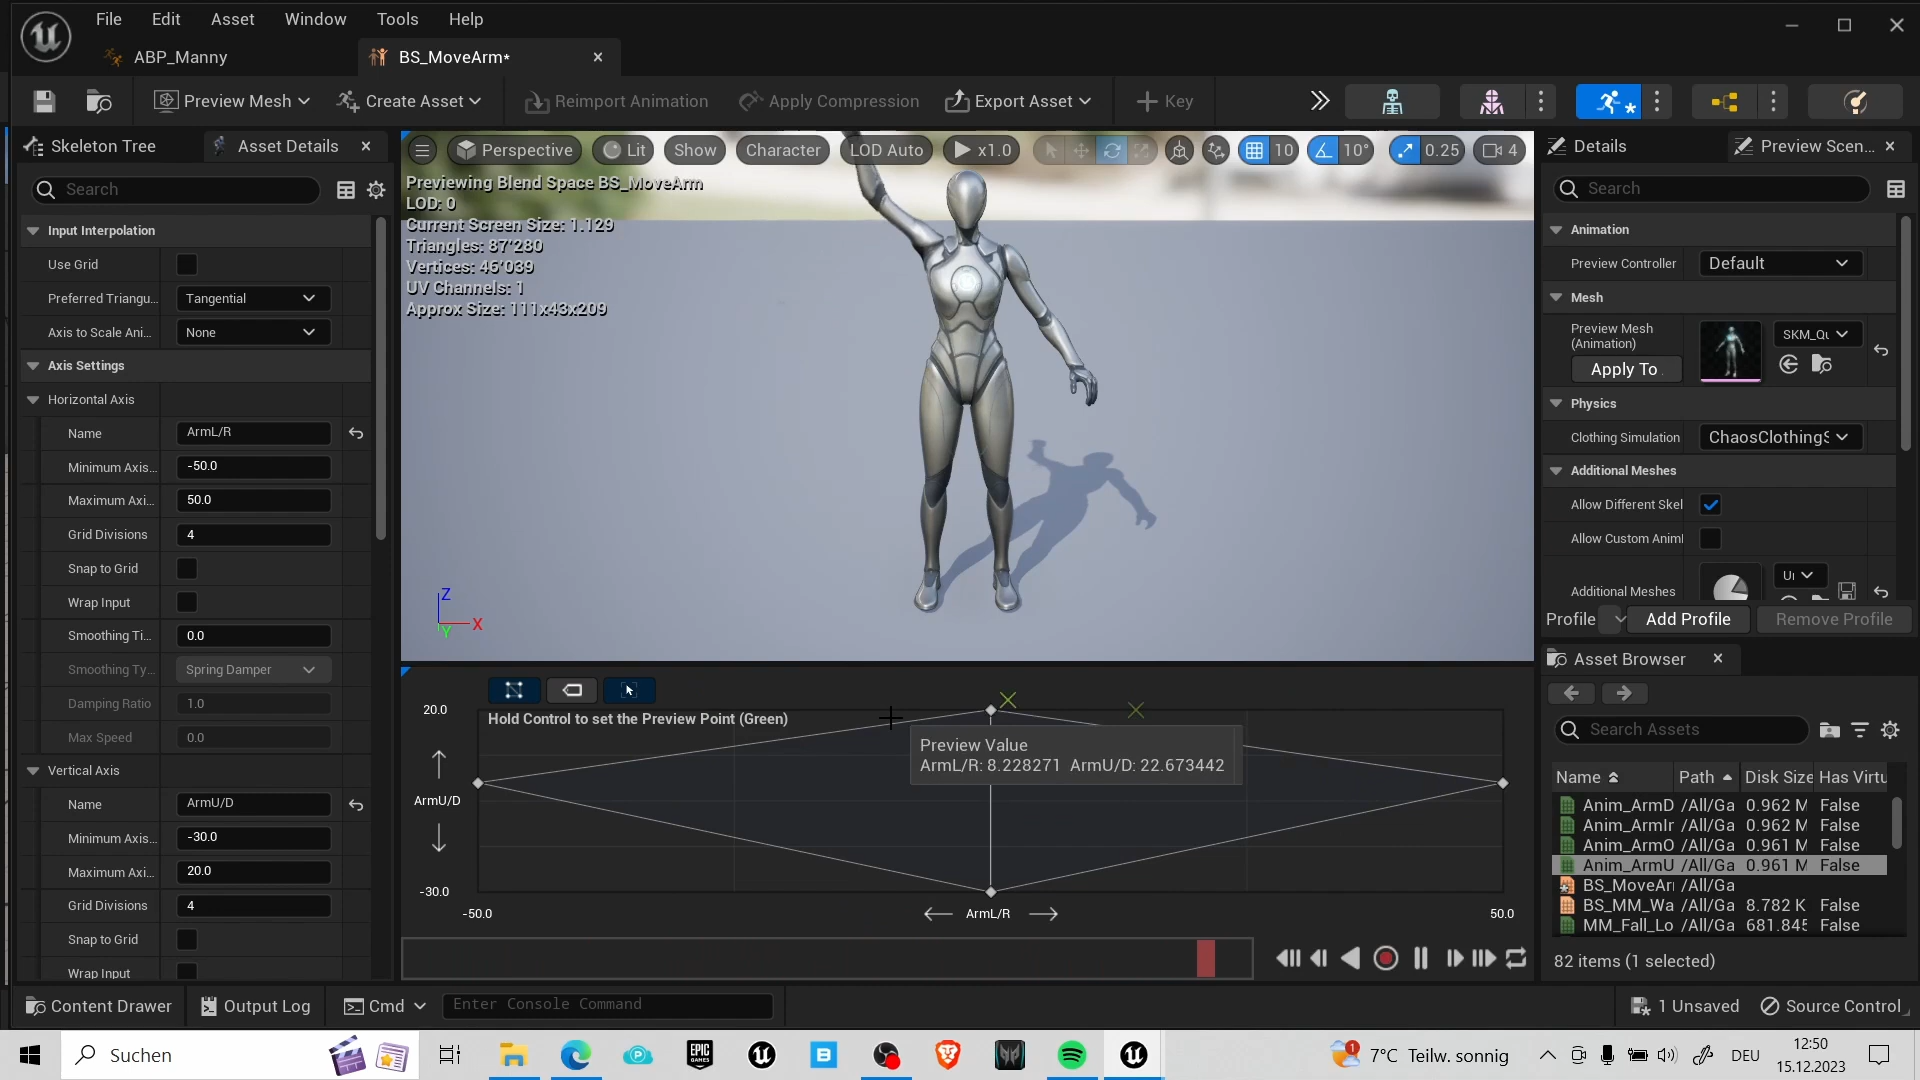 File Edit Asset Window Tools Help
ABP_Manny
BS_MoveArm*
Preview Mesh
Create Asset
Reimport Animation
Apply Compression
Export Asset
Key
Skeleton Tree
Asset Details
Search
Input Interpolation
Use Grid
Preferred Triangu... Tangential
Axis to Scale Ani... None
Axis Settings
Horizontal Axis
Name ArmL/R
Minimum Axis... -50.0
Maximum Axi... 50.0
Grid Divisions 4
Snap to Grid
Wrap Input
Smoothing Ti... 0.0
Smoothing Ty... Spring Damper
Damping Ratio 1.0
Max Speed 0.0
Vertical Axis
Name ArmU/D
Minimum Axis... -30.0
Maximum Axi... 20.0
Grid Divisions 4
Snap to Grid
Wrap Input
Perspective Lit Show Character LOD Auto x1.0 10 10° 0.25 4
Previewing Blend Space BS_MoveArm
LOD: 0
Current Screen Size: 1.129
Triangles: 87'280
Vertices: 46'039
UV Channels: 1
Approx Size: 111x43x209
Z
X
Y
20.0
Hold Control to set the Preview Point (Green)
Preview Value
ArmL/R: 8.228271 ArmU/D: 22.673442
ArmU/D
-30.0
-50.0 ArmL/R 50.0
Details
Preview Scen...
Search
Animation
Preview Controller Default
Mesh
Preview Mesh
(Animation)
SKM_Qu
Apply To
Physics
Clothing Simulation ChaosClothingS
Additional Meshes
Allow Different Skel
Allow Custom Animl
Additional Meshes
Profile Add Profile Remove Profile
Asset Browser
Search Assets
Name Path Disk Size Has Virtu
Anim_ArmD /All/Ga 0.962 M False
Anim_ArmIr /All/Ga 0.962 M False
Anim_ArmO /All/Ga 0.961 M False
Anim_ArmU /All/Ga 0.961 M False
BS_MoveArı /All/Ga
BS_MM_Wa /All/Ga 8.782 K False
MM_Fall_Lo /All/Ga 681.845 False
82 items (1 selected)
Content Drawer Output Log Cmd Enter Console Command
1 Unsaved Source Control
Suchen
EPIC GAMES
1
7°C Teilw. sonnig
DEU
12:50
15.12.2023